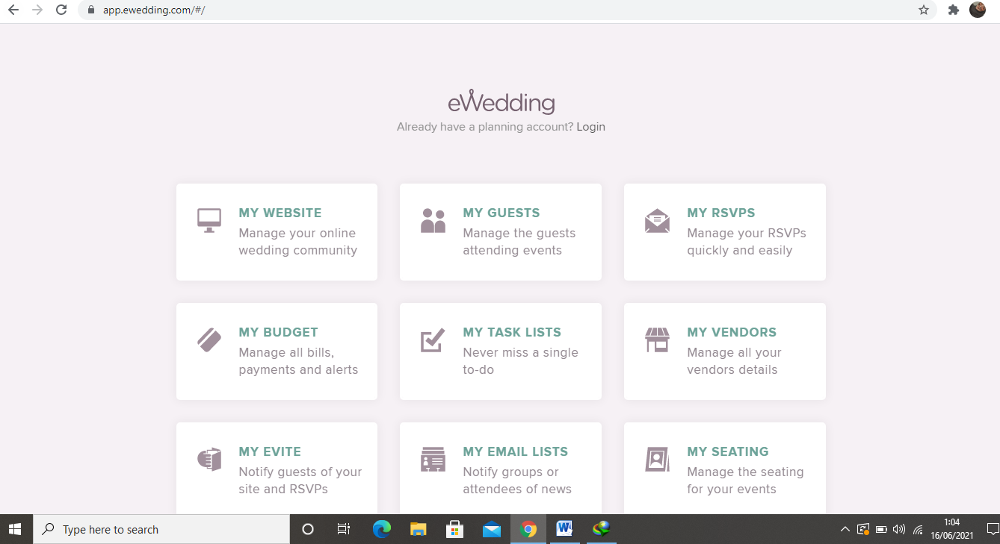 app.ewedding.com/#/
eWedding
Already have a planning account? Login
MY WEBSITE
Manage your online
wedding community
MY GUESTS
Manage the guests
attending events
MY RSVPS
Manage your RSVPs
quickly and easily
MY BUDGET
Manage all bills,
payments and alerts
MY TASK LISTS
Never miss a single
to-do
MY VENDORS
Manage all your
vendors details
MY EVITE
Notify guests of your
site and RSVPs
MY EMAIL LISTS
Notify groups or
attendees of news
MY SEATING
Manage the seating
for your events
Type here to search
W
1:04
16/06/2021